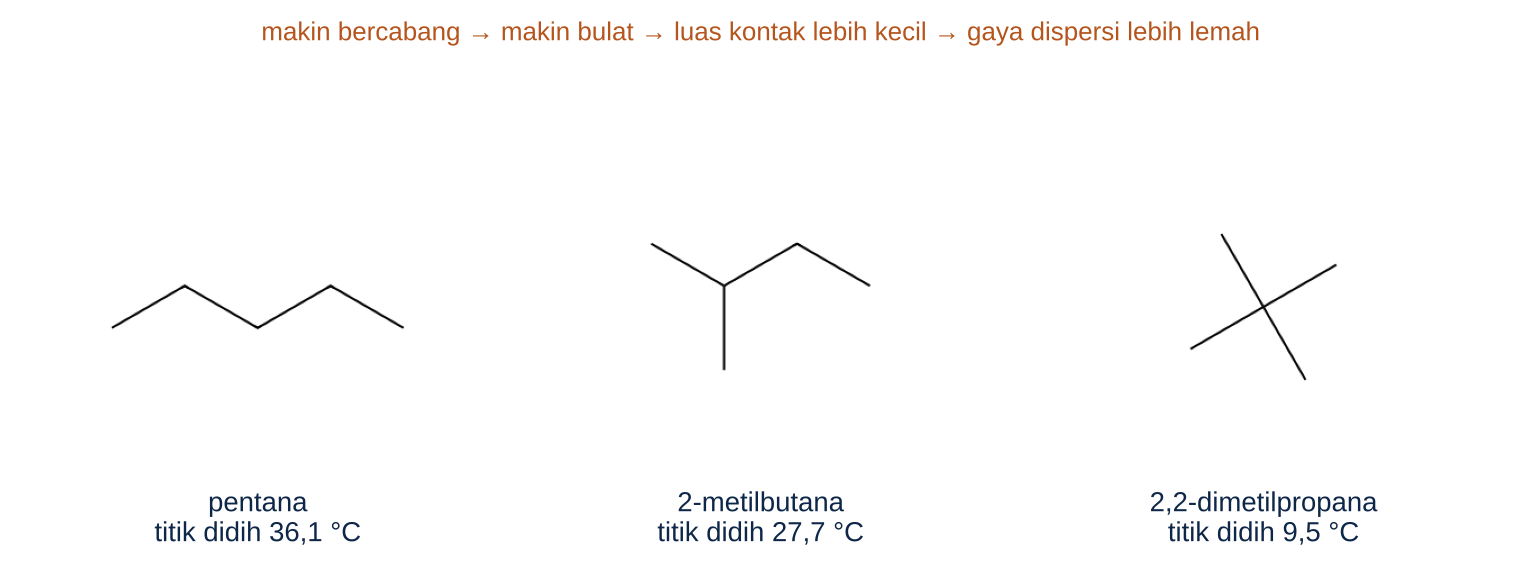 makin bercabang → makin bulat → luas kontak lebih kecil → gaya dispersi lebih lemah
pentana
titik didih 36,1 °C
2-metilbutana
titik didih 27,7 °C
2,2-dimetilpropana
titik didih 9,5 °C